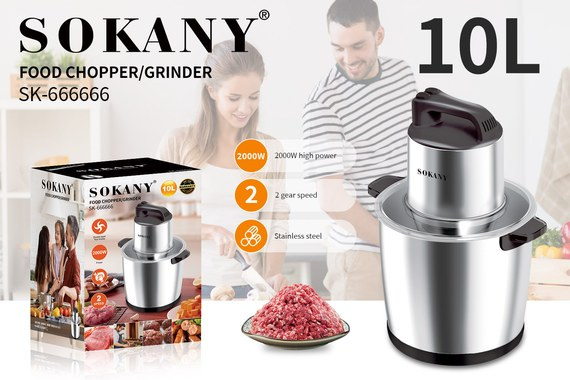 SOKANY®
FOOD CHOPPER/GRINDER
SK-666666
10L
2000W
2000W high power
2
2 gear speed
Stainless steel
SOKANY
SOKANY
SOKANY
FOOD CHOPPER/GRINDER
SK-666666
10L
2000W
2